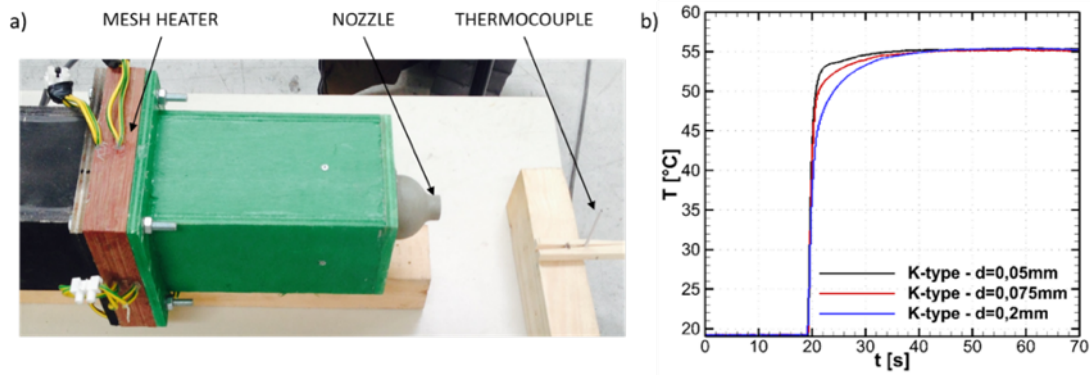 a)
MESH HEATER
NOZZLE
THERMOCOUPLE
b)
60
55
50
45
40
35
30
25
20
T [°C]
K-type - d=0,05mm
K-type - d=0,075mm
K-type - d=0,2mm
0 10 20 30 40 50 60 70
t [s]